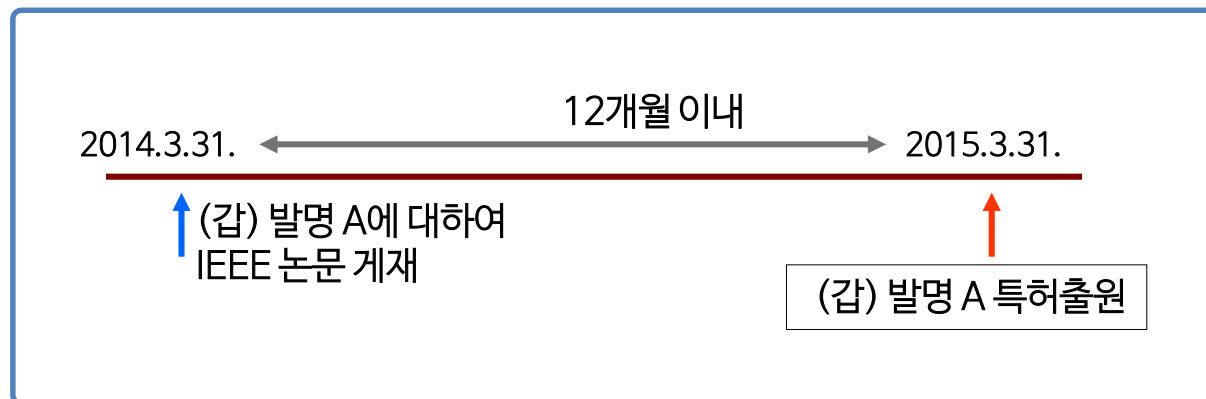 12개월 이내
2014.3.31.
2015.3.31.
(갑) 발명 A에 대하여
IEEE 논문 게재
(갑) 발명 A 특허출원